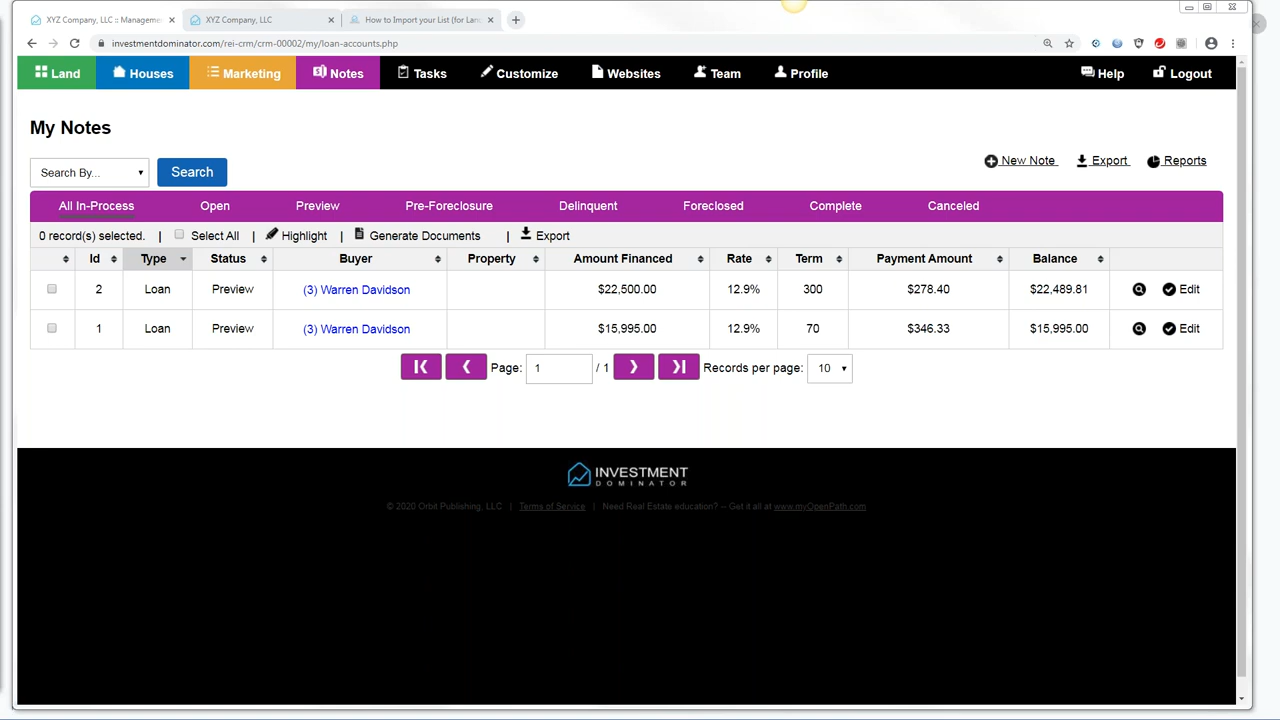 XYZ Company, LLC :: Manageme
XYZ Company, LLC
How to Import your List (for Lan
investmentdominator.com/rei-crm/crm-00002/my/loan-accounts.php
Land Houses Marketing Notes Tasks Customize Websites Team Profile Help Logout
My Notes
Search By... Search
New Note Export Reports
All In-Process Open Preview Pre-Foreclosure Delinquent Foreclosed Complete Canceled
0 record(s) selected. | Select All | Highlight | Generate Documents | Export
Id Type Status Buyer Property Amount Financed Rate Term Payment Amount Balance
2 Loan Preview (3) Warren Davidson $22,500.00 12.9% 300 $278.40 $22,489.81 Edit
1 Loan Preview (3) Warren Davidson $15,995.00 12.9% 70 $346.33 $15,995.00 Edit
Page: 1 / 1 Records per page: 10
INVESTMENT
DOMINATOR
© 2020 Orbit Publishing, LLC | Terms of Service | Need Real Estate education? -- Get it all at www.myOpenPath.com